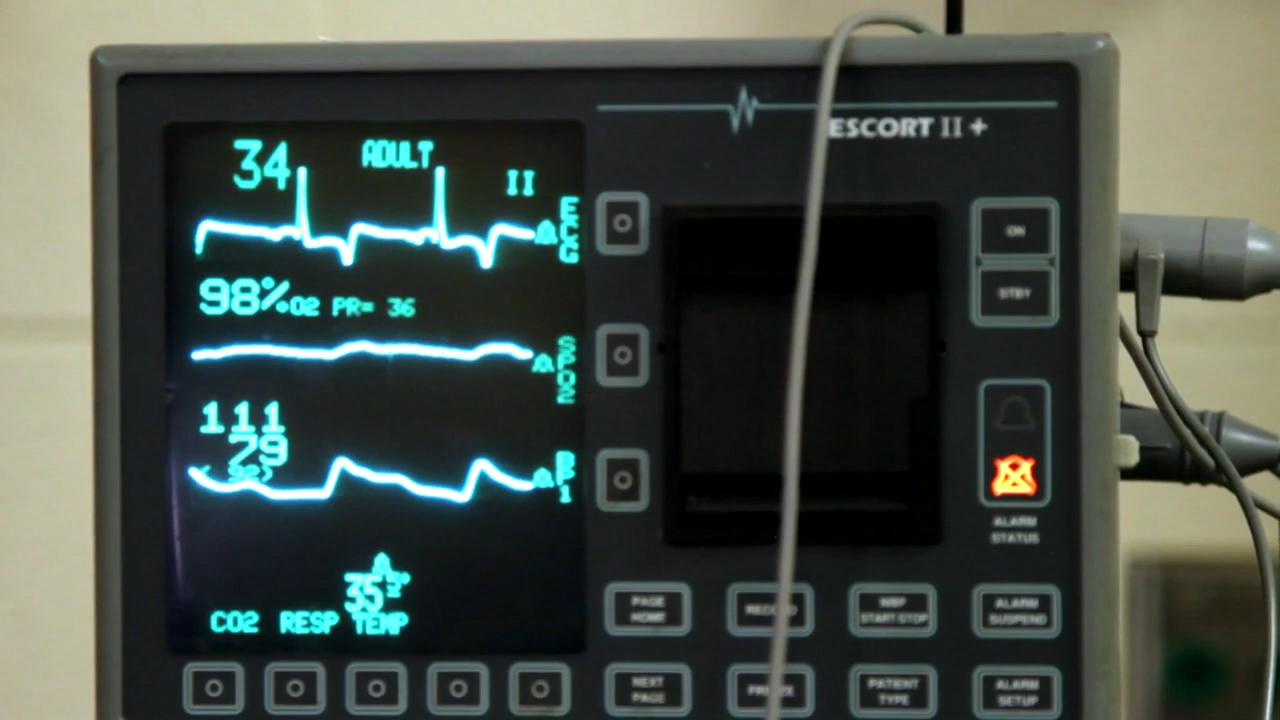 ESCORT II +
34
ADULT
II
ECG
98% O2 PR= 36
SPO2
111
79
BP1
35
CO2 RESP TEMP
ON
STBY
ALARM
STATUS
PAGE
HOME
NEXT
PAGE
NIBP
START STOP
ALARM
SUSPEND
PATIENT
TYPE
ALARM
SETUP